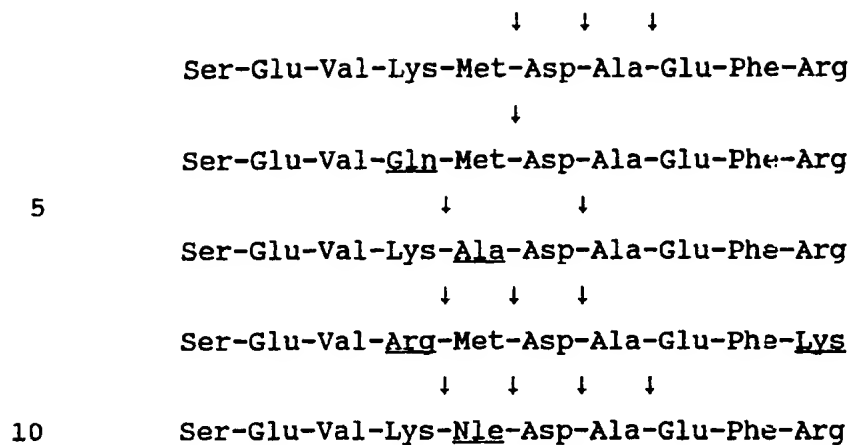 ↓ ↓ ↓
Ser-Glu-Val-Lys-Met-Asp-Ala-Glu-Phe-Arg
↓
Ser-Glu-Val-Gln-Met-Asp-Ala-Glu-Phe-Arg
5 ↓ ↓
Ser-Glu-Val-Lys-Ala-Asp-Ala-Glu-Phe-Arg
↓ ↓ ↓
Ser-Glu-Val-Arg-Met-Asp-Ala-Glu-Phe-Lys
↓ ↓ ↓ ↓
10 Ser-Glu-Val-Lys-Nle-Asp-Ala-Glu-Phe-Arg